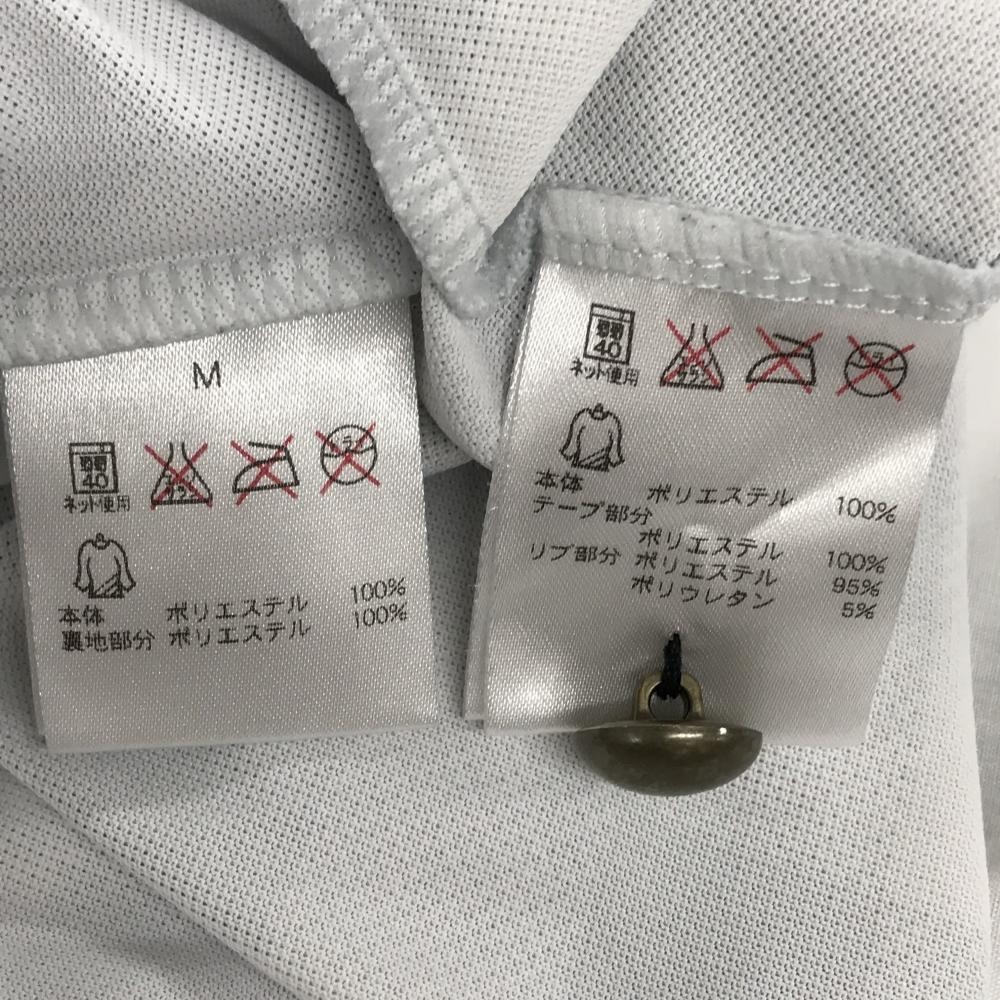 M
40
ネット使用
本体 ポリエステル 100%
裏地部分 ポリエステル 100%
40
ネット使用
本体 ポリエステル 100%
テープ部分
ポリエステル 100%
リブ部分 ポリエステル 95%
ポリウレタン 5%